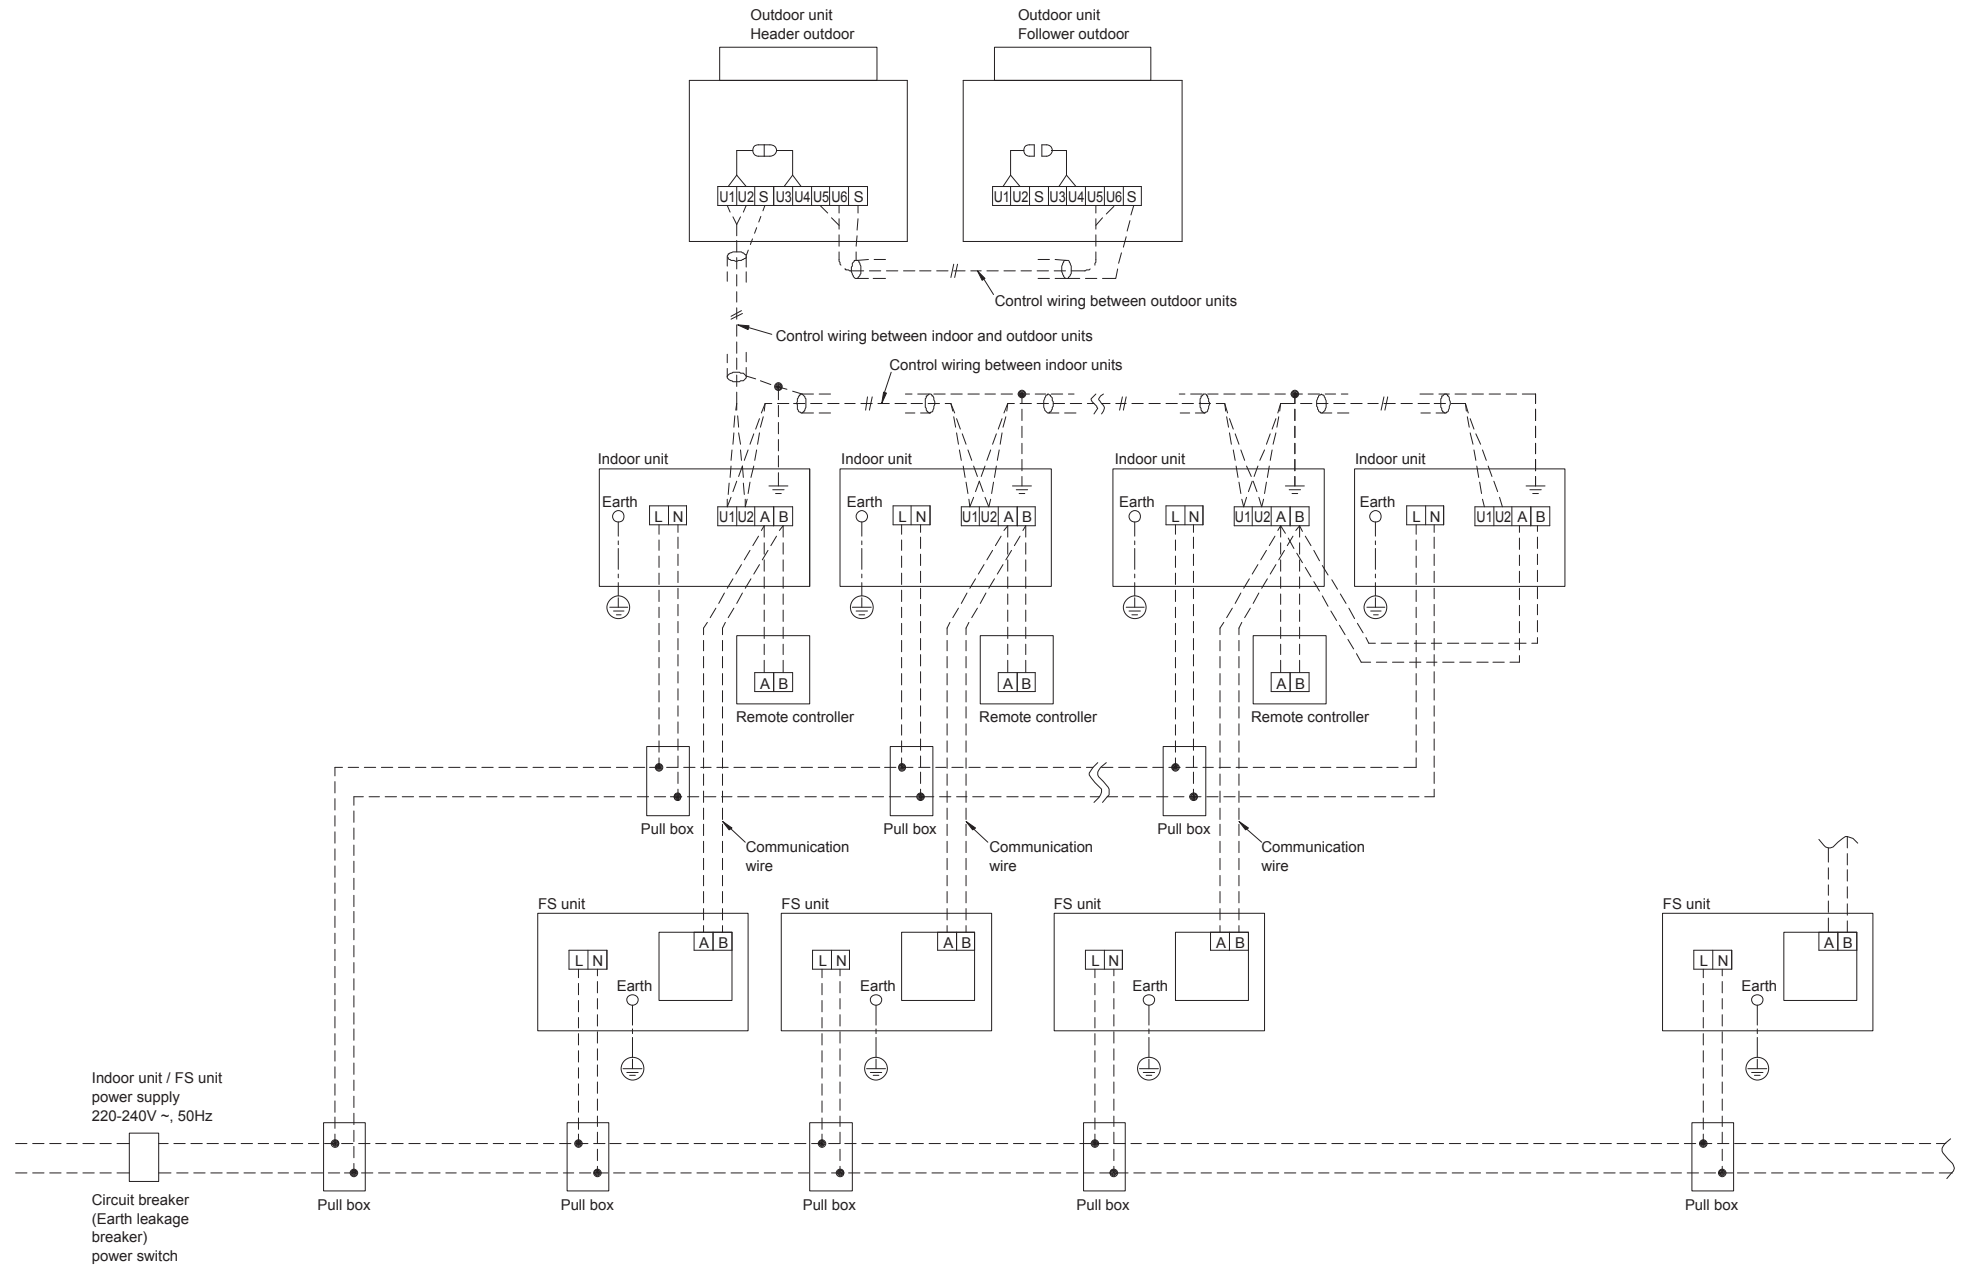 Outdoor unit
Header outdoor
Outdoor unit
Follower outdoor
U1 U2 S U3 U4 U5 U6 S
U1 U2 S U3 U4 U5 U6 S
Control wiring between outdoor units
Control wiring between indoor and outdoor units
Control wiring between indoor units
Indoor unit
Indoor unit
Indoor unit
Indoor unit
Earth
L N
U1 U2 A B
Earth
L N
U1 U2 A B
Earth
L N
U1 U2 A B
Earth
L N
U1 U2 A B
A B
A B
A B
Remote controller
Remote controller
Remote controller
Pull box
Pull box
Pull box
Communication
wire
Communication
wire
Communication
wire
FS unit
FS unit
FS unit
FS unit
A B
A B
A B
A B
L N
L N
L N
L N
Earth
Earth
Earth
Earth
Indoor unit / FS unit
power supply
220-240V ~, 50Hz
Circuit breaker
(Earth leakage
breaker)
power switch
Pull box
Pull box
Pull box
Pull box
Pull box